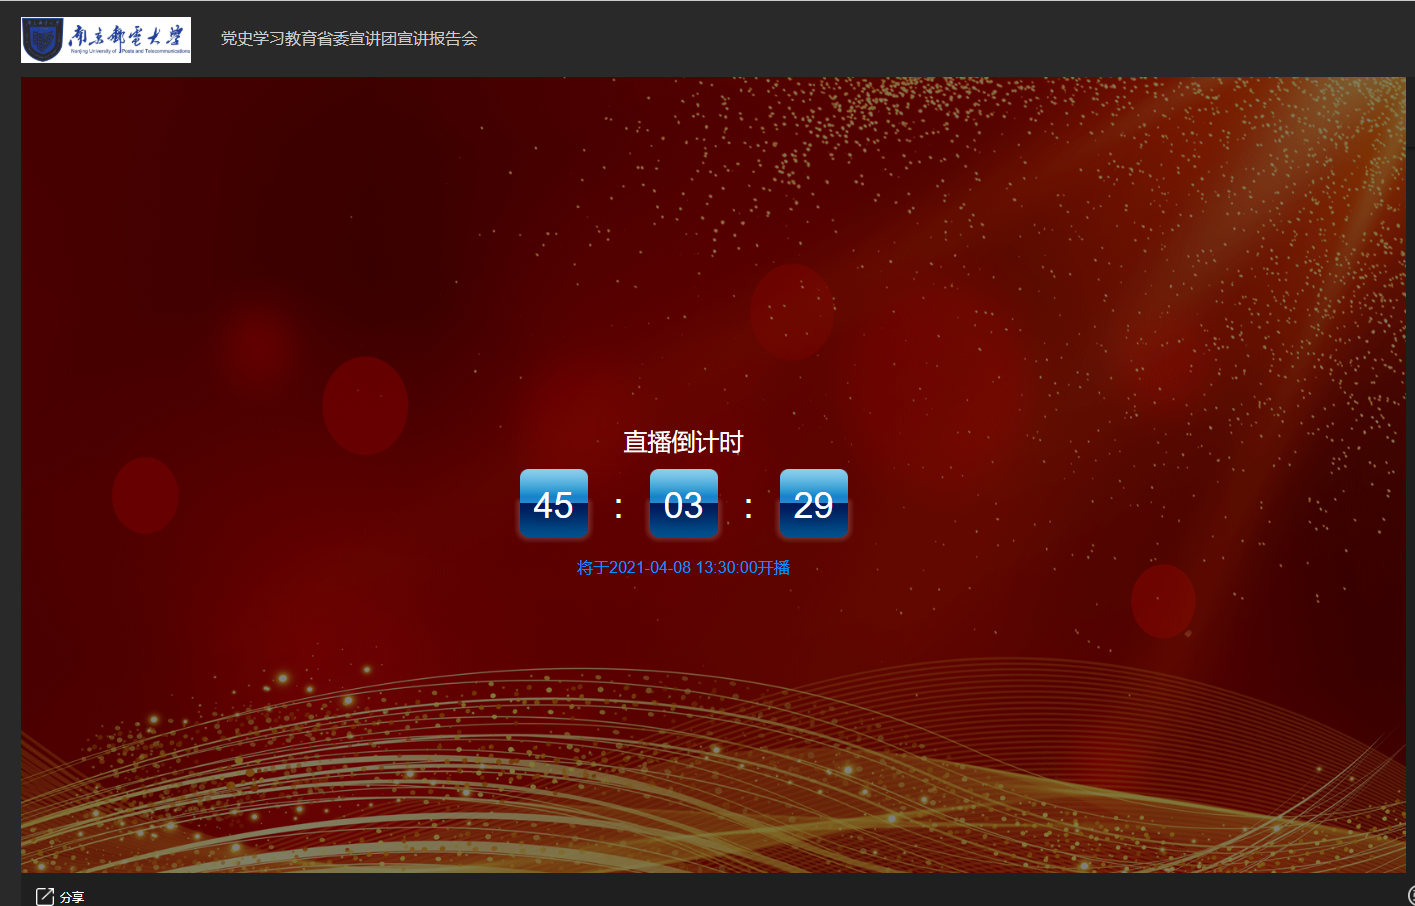 南京邮电大学
Nanjing University of Posts and Telecommunications
党史学习教育省委宣讲团宣讲报告会
直播倒计时
45 : 03 : 29
将于2021-04-08 13:30:00开播
分享